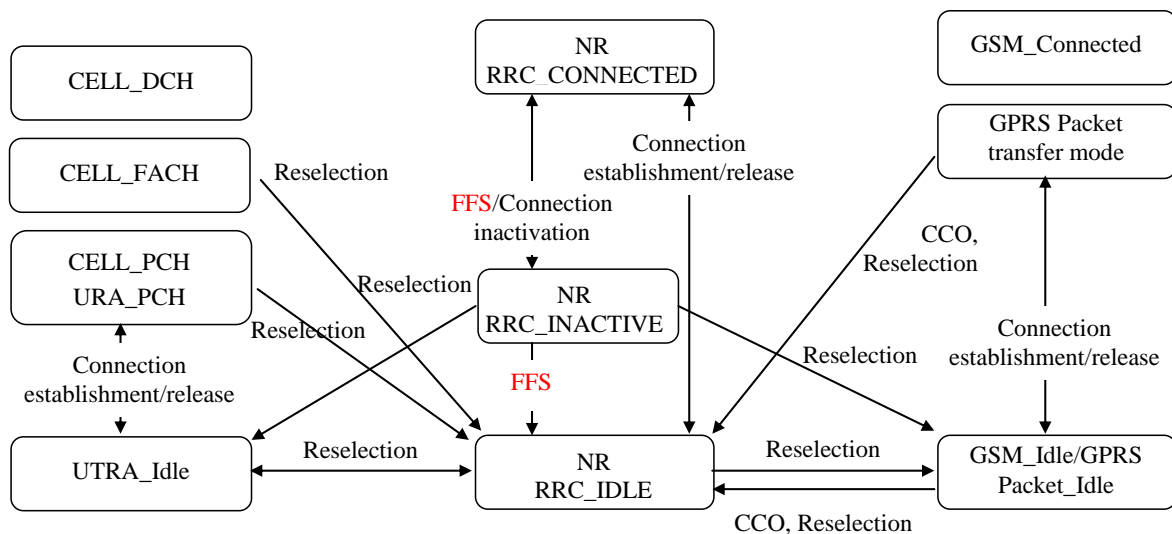 NR
RRC_CONNECTED
GSM_Connected
CELL_DCH
GPRS Packet
transfer mode
CELL_FACH
Reselection
Connection
establishment/release
FFS/Connection
inactivation
CCO,
Reselection
CELL_PCH
URA_PCH
Reselection
NR
RRC_INACTIVE
Reselection
Connection
establishment/release
Reselection
Connection
establishment/release
FFS
UTRA_Idle
Reselection
NR
RRC_IDLE
Reselection
GSM_Idle/GPRS
Packet_Idle
CCO, Reselection